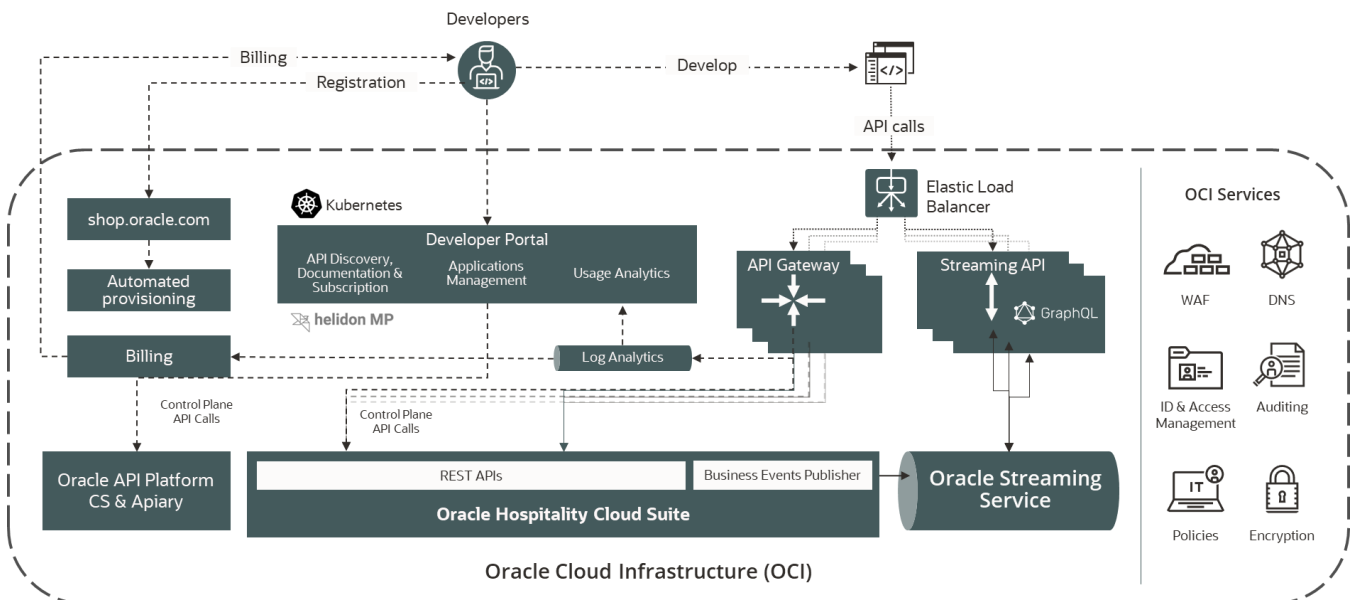 Developers
Billing
Develop
Registration
</>
</>
API calls
Elastic Load
Balancer
OCI Services
shop.oracle.com
Kubernetes
Developer Portal
API Discovery,
Documentation &
Subscription
Applications
Management
Usage Analytics
API Gateway
Streaming API
GraphQL
WAF
DNS
Automated
provisioning
helidon MP
Billing
Log Analytics
Control Plane
API Calls
Control Plane
API Calls
ID & Access
Management
Auditing
Oracle API Platform
CS & Apiary
REST APIs
Business Events Publisher
Oracle Hospitality Cloud Suite
Oracle Streaming
Service
IT
Policies
Encryption
Oracle Cloud Infrastructure (OCI)